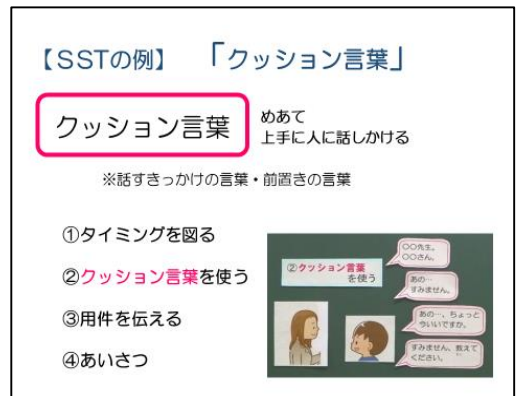 【SSTの例】 「クッション言葉」
クッション言葉
めあて
上手に人に話しかける
※話すきっかけの言葉・前置きの言葉
①タイミングを図る
②クッション言葉を使う
③用件を伝える
④あいさつ
②クッション言葉
を使う
〇〇先生。
〇〇さん。
あの…
すみません。
あの…、ちょっと
今いいですか。
すみません、教えて
ください。